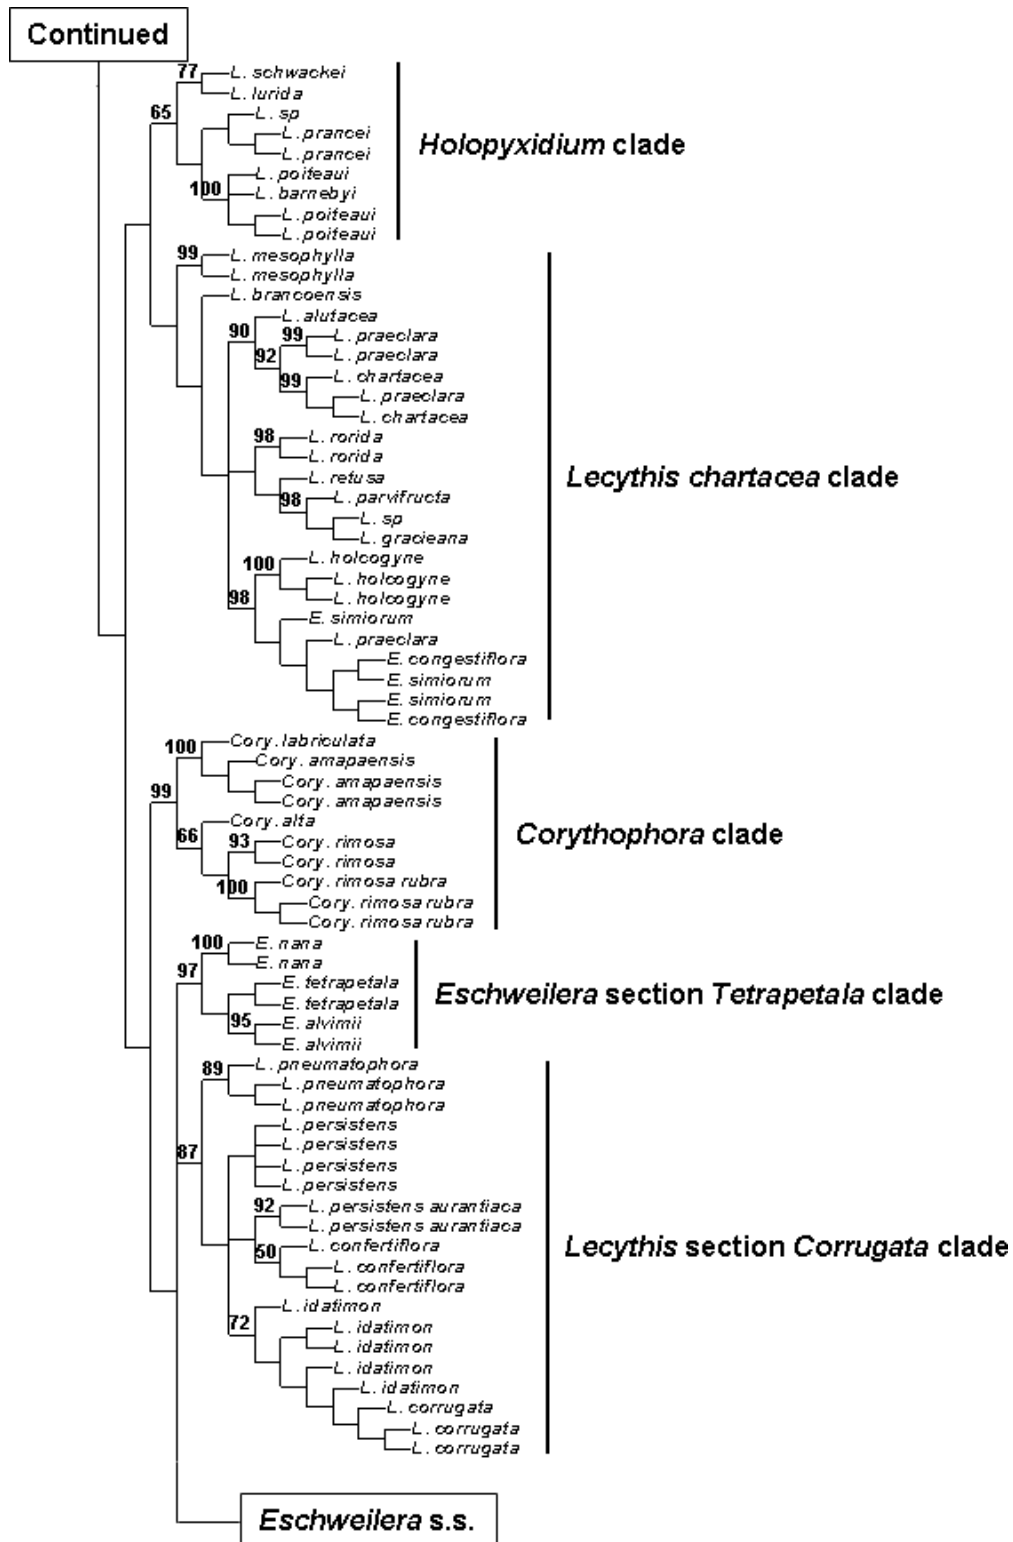 Continued
77
L. schwackei
L. lurida
65
L. sp
L. prancei
L. prancei
Holopyxidium clade
L. poiteaui
100
L. barnebyi
L. poiteaui
L. poiteaui
99
L. mesophylla
L. mesophylla
L. brancoensis
L. alutacea
90
99
L. praeclara
92
L. praeclara
99
L. chartacea
L. praeclara
L. chartacea
98
L. rorida
L. rorida
Lecythis chartacea clade
L. retusa
98
L. parvifructa
L. sp
L. gracieana
100
L. holcogyne
L. holcogyne
98
L. holcogyne
E. simiorum
L. praeclara
E. congestiflora
E. simiorum
E. simiorum
E. congestiflora
100
Cory. labriculata
Cory. amapaensis
Cory. amapaensis
99
Cory. amapaensis
Cory. alta
66
93
Cory. rimosa
Corythophora clade
Cory. rimosa
100
Cory. rimosa rubra
Cory. rimosa rubra
Cory. rimosa rubra
100
E. nana
E. nana
97
E. tetrapetala
Eschweilera section Tetrapetala clade
E. tetrapetala
95
E. alvimii
E. alvimii
89
L. pneumatophora
L. pneumatophora
L. pneumatophora
L. persistens
87
L. persistens
L. persistens
L. persistens
92
L. persistens aurantiaca
L. persistens aurantiaca
50
L. confertiflora
Lecythis section Corrugata clade
L. confertiflora
L. confertiflora
L. idatimon
72
L. idatimon
L. idatimon
L. idatimon
L. idatimon
L. corrugata
L. corrugata
L. corrugata
Eschweilera s.s.